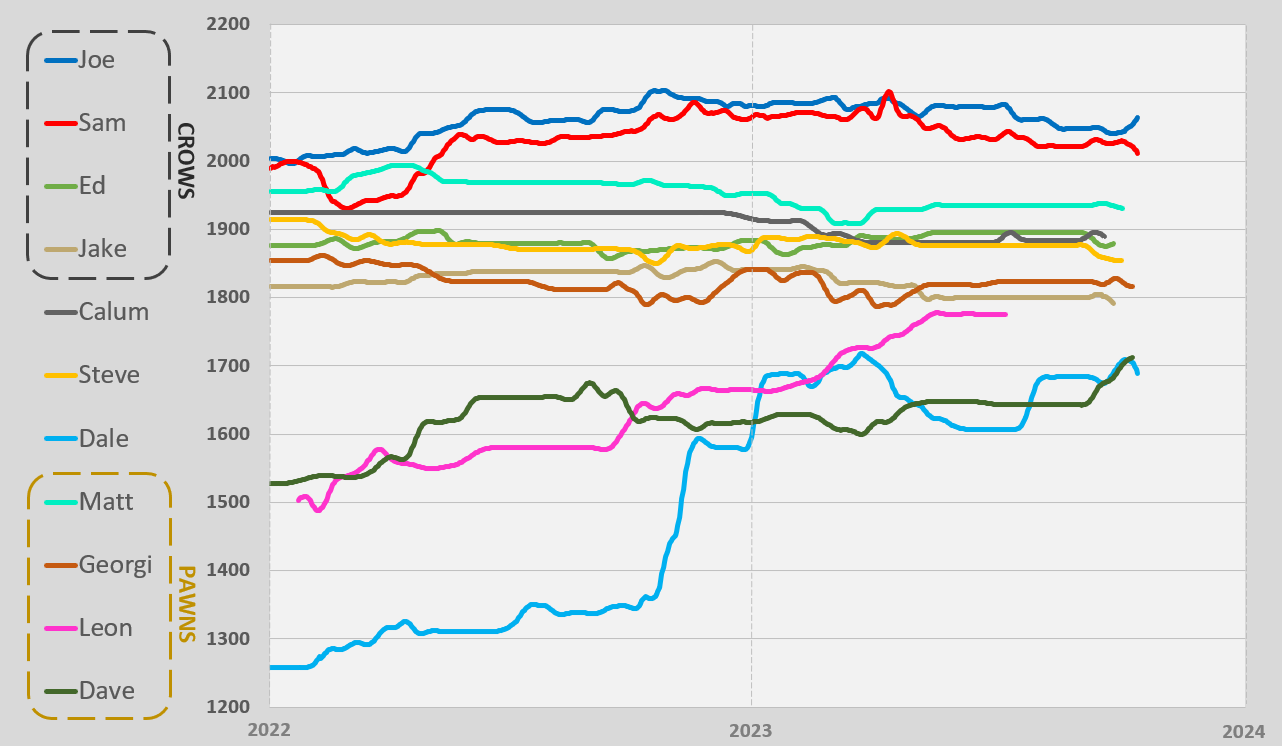 2200
2100
2000
1900
1800
1700
1600
1500
1400
1300
1200
2022
2023
2024
CROWS
Joe
Sam
Ed
Jake
Calum
Steve
Dale
PAWNS
Matt
Georgi
Leon
Dave